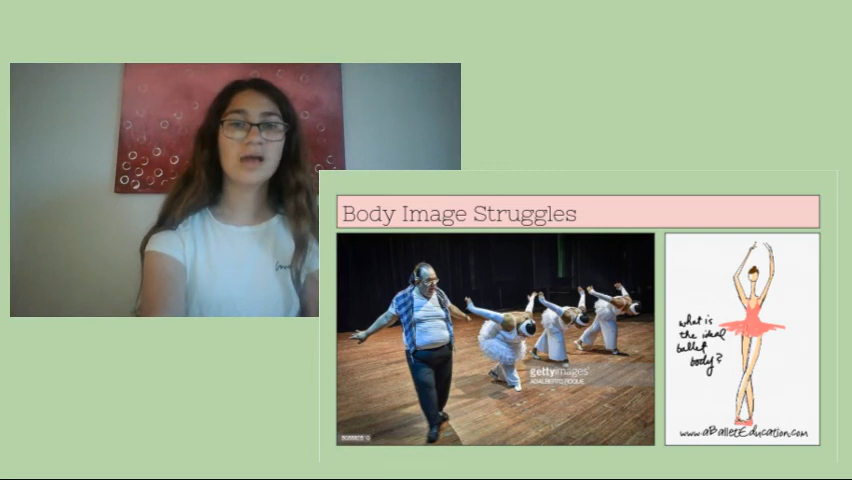 Body Image Struggles
gettyimages
ADALBERTO ROQUE
what is
the ideal
ballet
body?
www.aBalletEducation.com